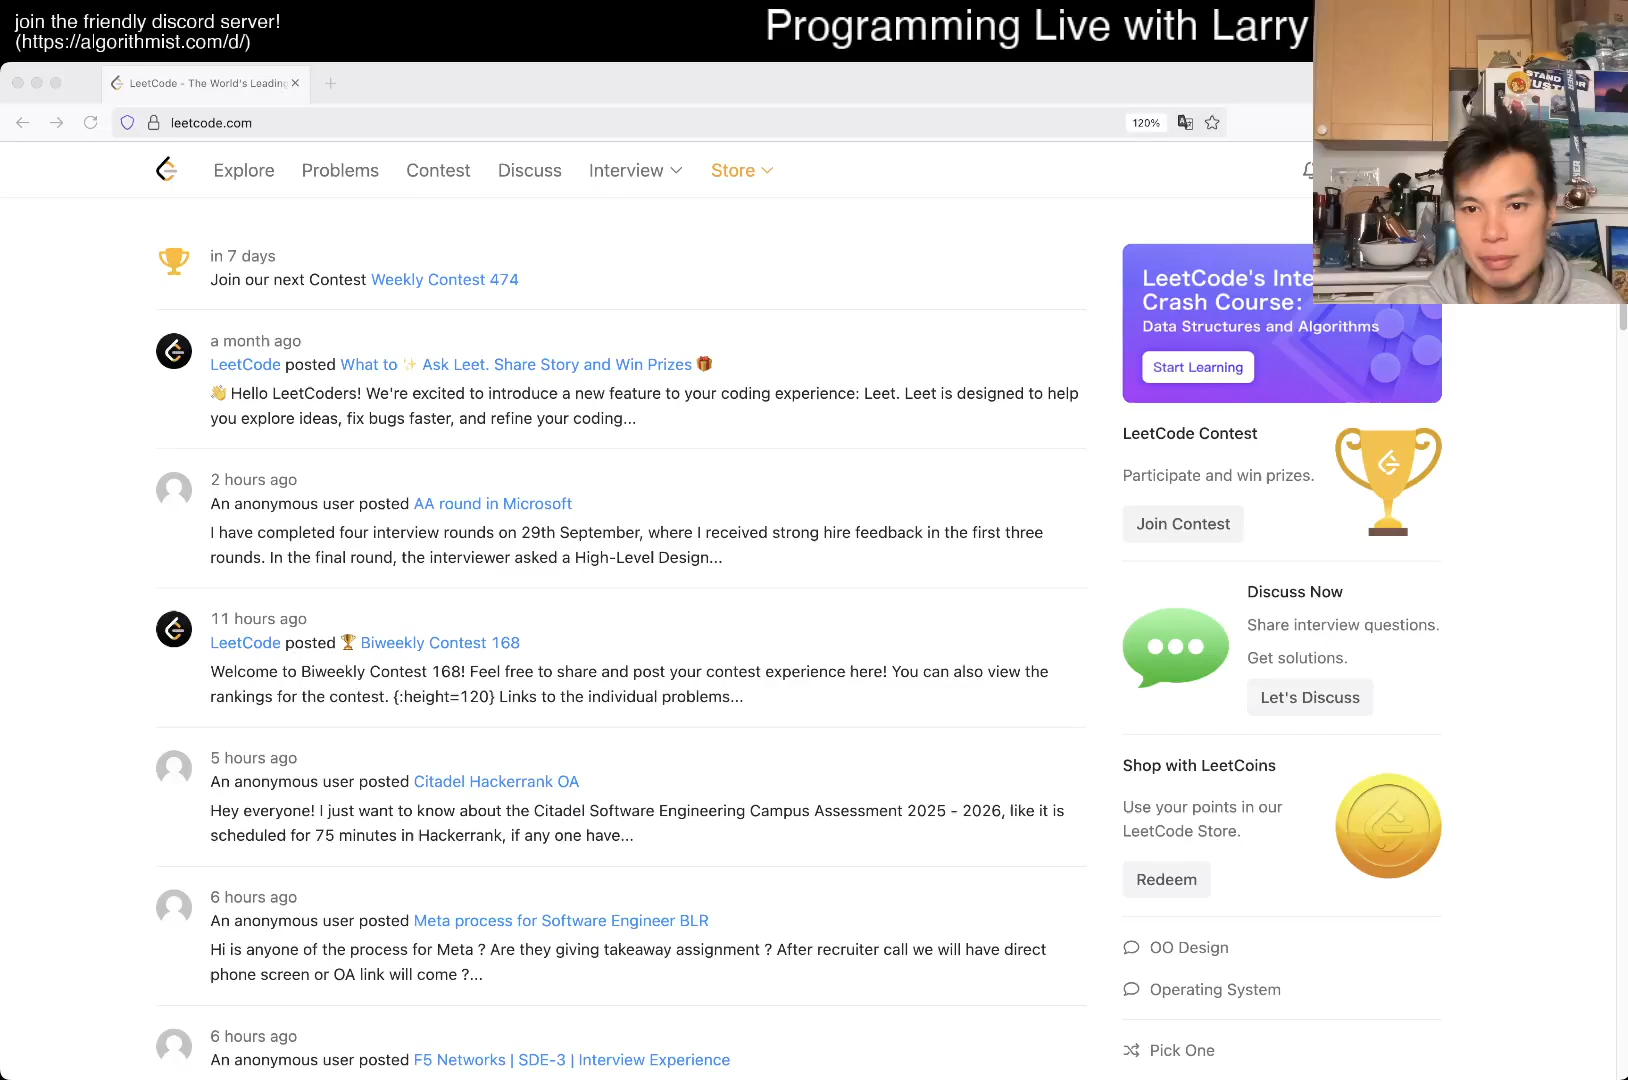 join the friendly discord server!
(https://algorithmist.com/d/)
Programming Live with Larry
LeetCode - The World's Leading
leetcode.com
120%
Explore
Problems
Contest
Discuss
Interview
Store
in 7 days
Join our next Contest Weekly Contest 474
a month ago
LeetCode posted What to ✨ Ask Leet. Share Story and Win Prizes 🎁
👋 Hello LeetCoders! We're excited to introduce a new feature to your coding experience: Leet. Leet is designed to help
you explore ideas, fix bugs faster, and refine your coding...
2 hours ago
An anonymous user posted AA round in Microsoft
I have completed four interview rounds on 29th September, where I received strong hire feedback in the first three
rounds. In the final round, the interviewer asked a High-Level Design...
11 hours ago
LeetCode posted 🏆 Biweekly Contest 168
Welcome to Biweekly Contest 168! Feel free to share and post your contest experience here! You can also view the
rankings for the contest. {:height=120} Links to the individual problems...
5 hours ago
An anonymous user posted Citadel Hackerrank OA
Hey everyone! I just want to know about the Citadel Software Engineering Campus Assessment 2025 - 2026, like it is
scheduled for 75 minutes in Hackerrank, if any one have...
6 hours ago
An anonymous user posted Meta process for Software Engineer BLR
Hi is anyone of the process for Meta ? Are they giving takeaway assignment ? After recruiter call we will have direct
phone screen or OA link will come ?...
6 hours ago
An anonymous user posted F5 Networks | SDE-3 | Interview Experience
LeetCode's Inte
Crash Course:
Data Structures and Algorithms
Start Learning
LeetCode Contest
Participate and win prizes.
Join Contest
Discuss Now
Share interview questions.
Get solutions.
Let's Discuss
Shop with LeetCoins
Use your points in our
LeetCode Store.
Redeem
OO Design
Operating System
Pick One
STAND